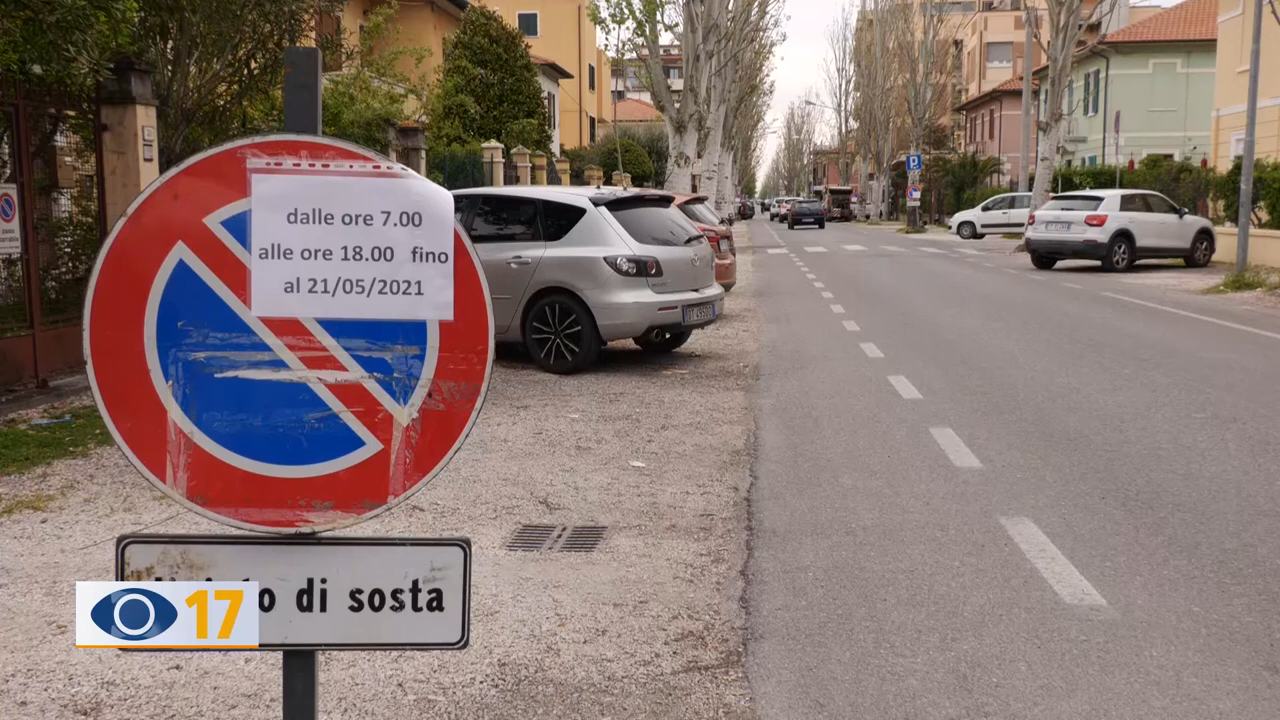 dalle ore 7.00
alle ore 18.00 fino
al 21/05/2021
di sosta
17
P